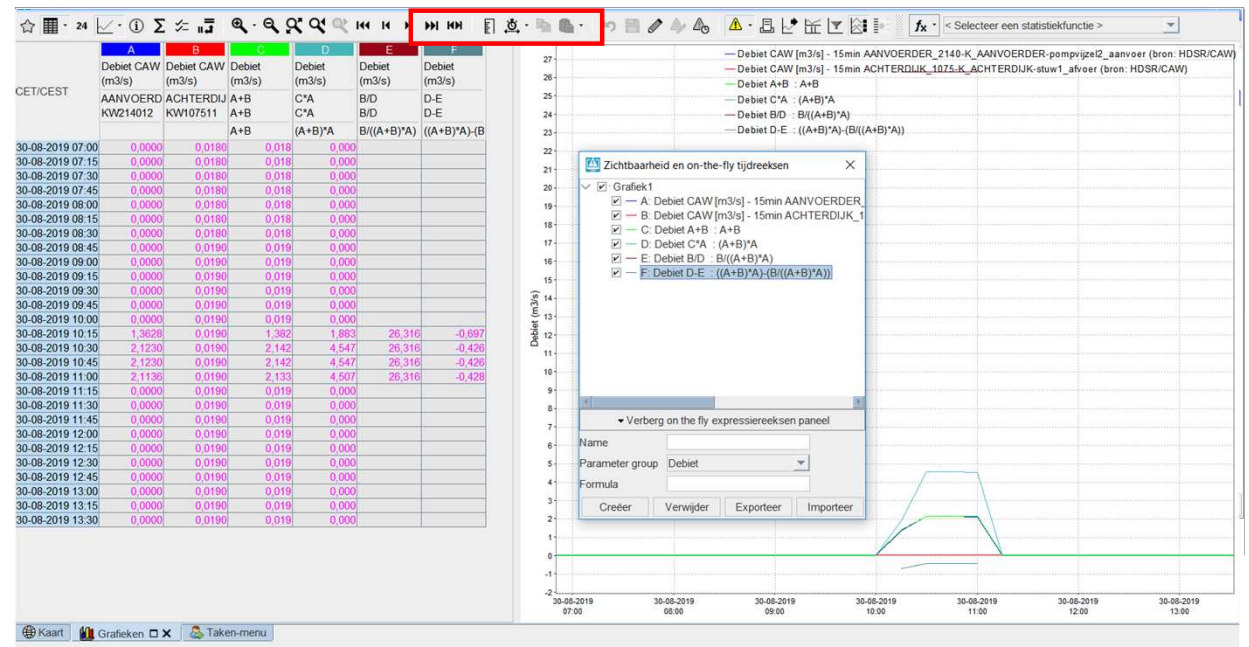 24 Σ fx < Selecteer een statistiekfunctie >
A B C D E F
CET/CEST
Debiet CAW Debiet CAW Debiet Debiet Debiet Debiet
(m3/s) (m3/s) (m3/s) (m3/s) (m3/s) (m3/s)
AANVOERD ACHTERDIJ A+B C*A B/D D-E
KW214012 KW107511 A+B C*A B/D D-E
A+B (A+B)*A B/((A+B)*A) ((A+B)*A)-(B
30-08-2019 07:00 0,0000 0,0180 0,018 0,000
30-08-2019 07:15 0,0000 0,0180 0,018 0,000
30-08-2019 07:30 0,0000 0,0180 0,018 0,000
30-08-2019 07:45 0,0000 0,0180 0,018 0,000
30-08-2019 08:00 0,0000 0,0180 0,018 0,000
30-08-2019 08:15 0,0000 0,0180 0,018 0,000
30-08-2019 08:30 0,0000 0,0180 0,018 0,000
30-08-2019 08:45 0,0000 0,0190 0,019 0,000
30-08-2019 09:00 0,0000 0,0190 0,019 0,000
30-08-2019 09:15 0,0000 0,0190 0,019 0,000
30-08-2019 09:30 0,0000 0,0190 0,019 0,000
30-08-2019 09:45 0,0000 0,0190 0,019 0,000
30-08-2019 10:00 0,0000 0,0190 0,019 0,000
30-08-2019 10:15 1,3628 0,0190 1,382 1,883 26,316 -0,697
30-08-2019 10:30 2,1230 0,0190 2,142 4,547 26,316 -0,426
30-08-2019 10:45 2,1230 0,0190 2,142 4,547 26,316 -0,426
30-08-2019 11:00 2,1136 0,0190 2,133 4,507 26,316 -0,428
30-08-2019 11:15 0,0000 0,0190 0,019 0,000
30-08-2019 11:30 0,0000 0,0190 0,019 0,000
30-08-2019 11:45 0,0000 0,0190 0,019 0,000
30-08-2019 12:00 0,0000 0,0190 0,019 0,000
30-08-2019 12:15 0,0000 0,0190 0,019 0,000
30-08-2019 12:30 0,0000 0,0190 0,019 0,000
30-08-2019 12:45 0,0000 0,0190 0,019 0,000
30-08-2019 13:00 0,0000 0,0190 0,019 0,000
30-08-2019 13:15 0,0000 0,0190 0,019 0,000
30-08-2019 13:30 0,0000 0,0190 0,019 0,000
Debiet CAW [m3/s] - 15min AANVOERDER_2140-K_AANVOERDER-pompvijzel2_aanvoer (bron: HDSR/CAW)
Debiet CAW [m3/s] - 15min ACHTERDIJK_1075-K_ACHTERDIJK-stuw1_afvoer (bron: HDSR/CAW)
Debiet A+B : A+B
Debiet C*A : (A+B)*A
Debiet B/D : B/((A+B)*A)
Debiet D-E : ((A+B)*A)-(B/((A+B)*A))
Debiet (m3/s)
27
26
25
24
23
22
21
20
19
18
17
16
15
14
13
12
11
10
9
8
7
6
5
4
3
2
1
0
-1
-2
30-08-2019 30-08-2019 30-08-2019 30-08-2019 30-08-2019 30-08-2019 30-08-2019
07:00 08:00 09:00 10:00 11:00 12:00 13:00
Zichtbaarheid en on-the-fly tijdreeksen
Grafiek1
A: Debiet CAW [m3/s] - 15min AANVOERDER_
B: Debiet CAW [m3/s] - 15min ACHTERDIJK_1
C: Debiet A+B : A+B
D: Debiet C*A : (A+B)*A
E: Debiet B/D : B/((A+B)*A)
F: Debiet D-E : ((A+B)*A)-(B/((A+B)*A))
Verberg on the fly expressiereeksen paneel
Name
Parameter group Debiet
Formula
Creëer Verwijder Exporteer Importeer
Kaart Grafieken Taken-menu